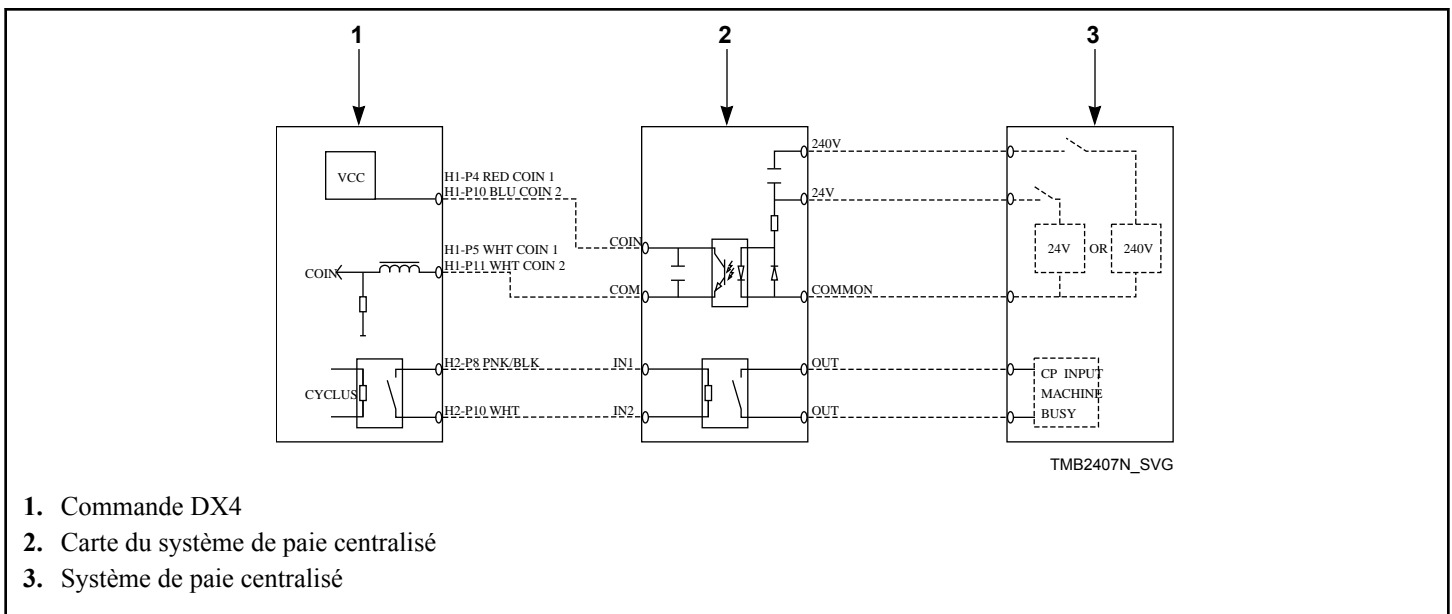 1
2
3
VCC
H1-P4 RED COIN 1
H1-P10 BLU COIN 2
H1-P5 WHT COIN 1
H1-P11 WHT COIN 2
COIN
COIN
COM
240V
24V
COMMON
24V OR 240V
CYCLUS
H2-P8 PNK/BLK
H2-P10 WHT
IN1
IN2
OUT
OUT
CP INPUT
MACHINE
BUSY
TMB2407N_SVG
1. Commande DX4
2. Carte du système de paie centralisé
3. Système de paie centralisé